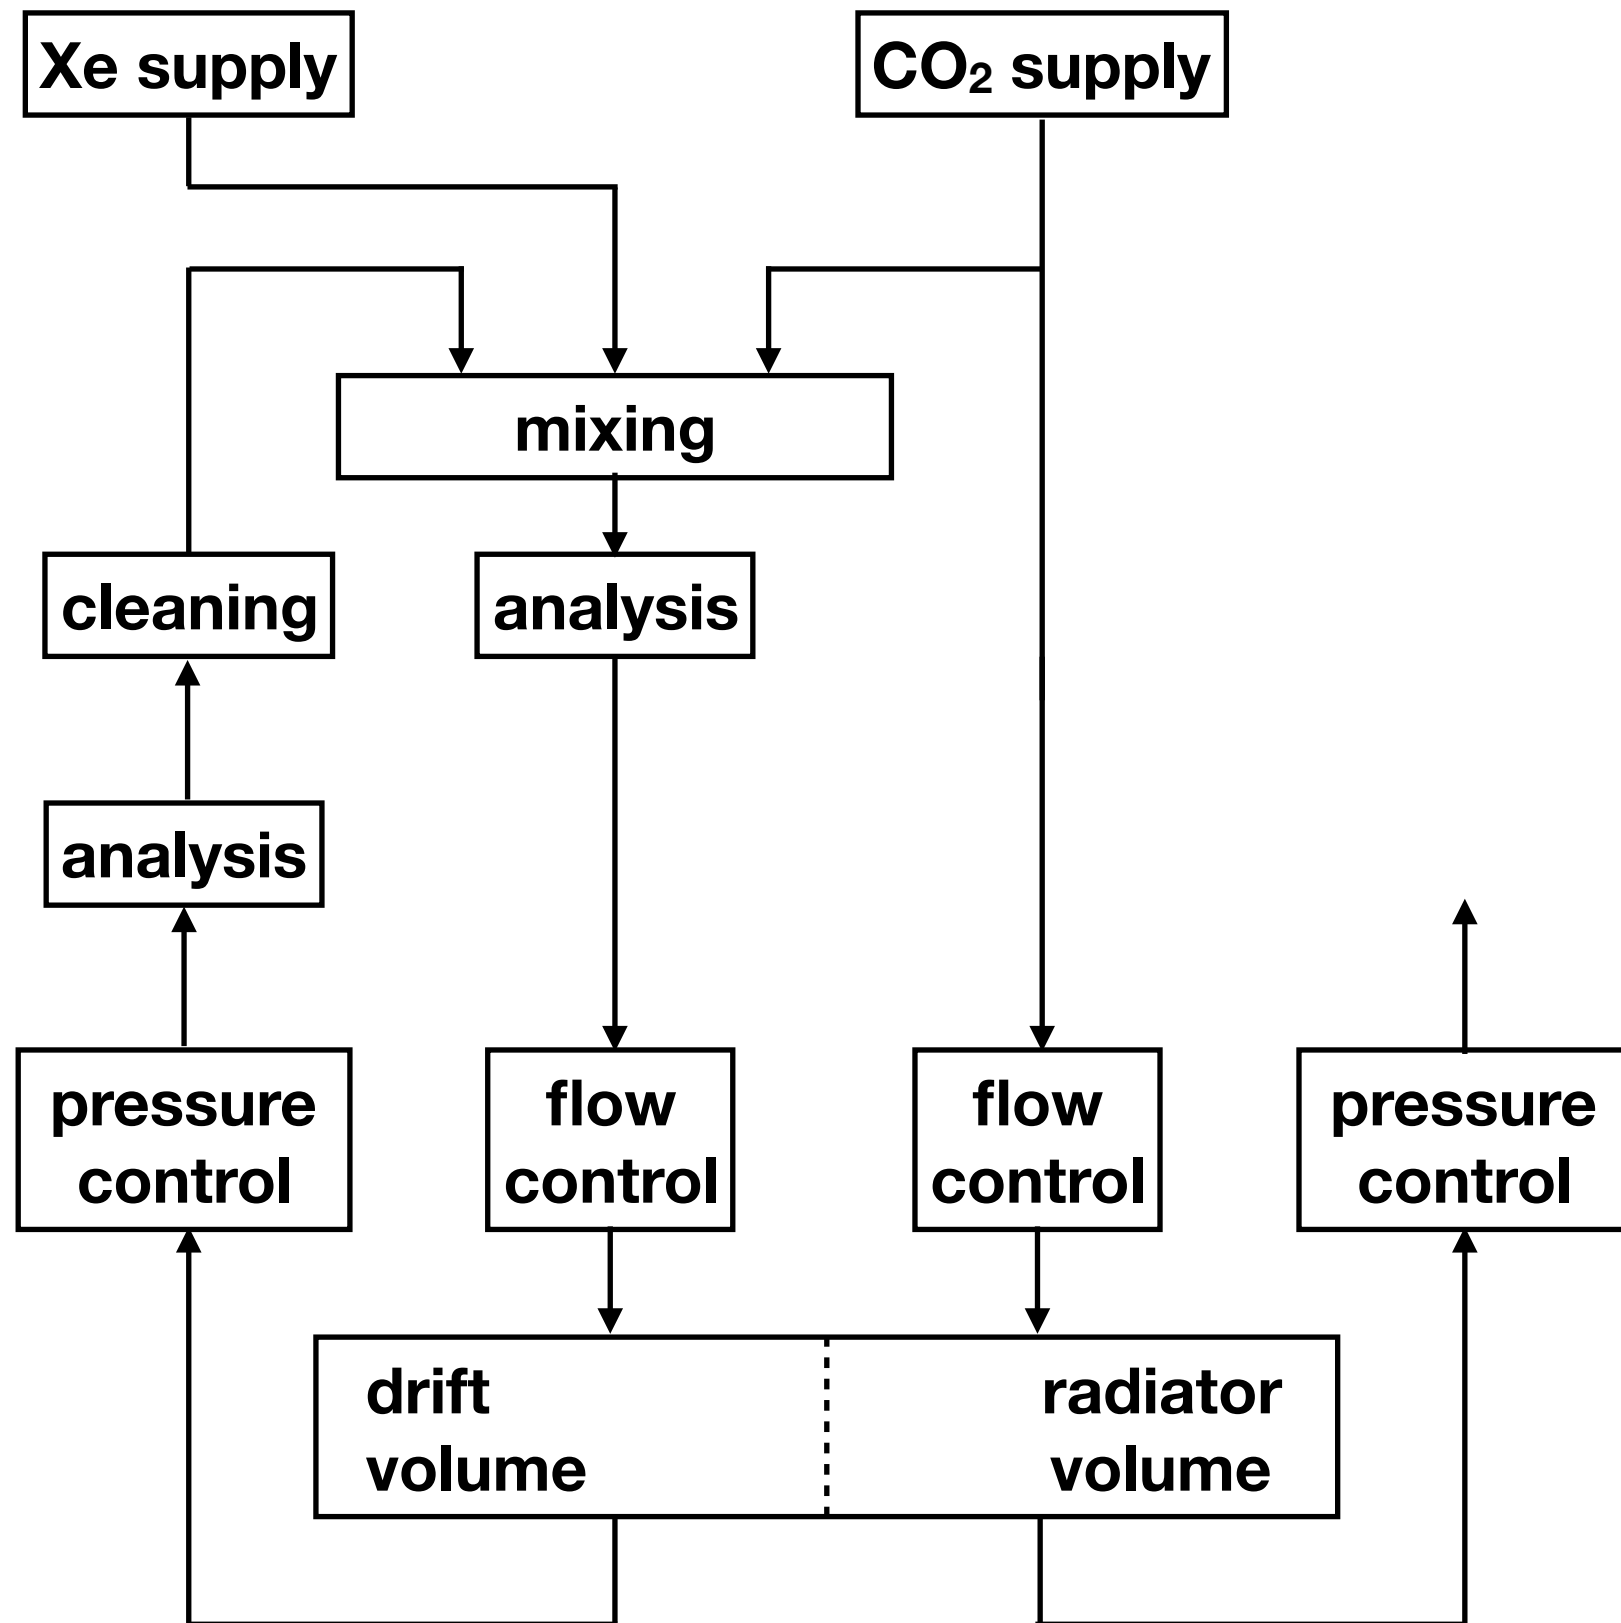 Xe supply
CO₂ supply
mixing
cleaning
analysis
analysis
pressure
control
flow
control
flow
control
pressure
control
drift
volume
radiator
volume